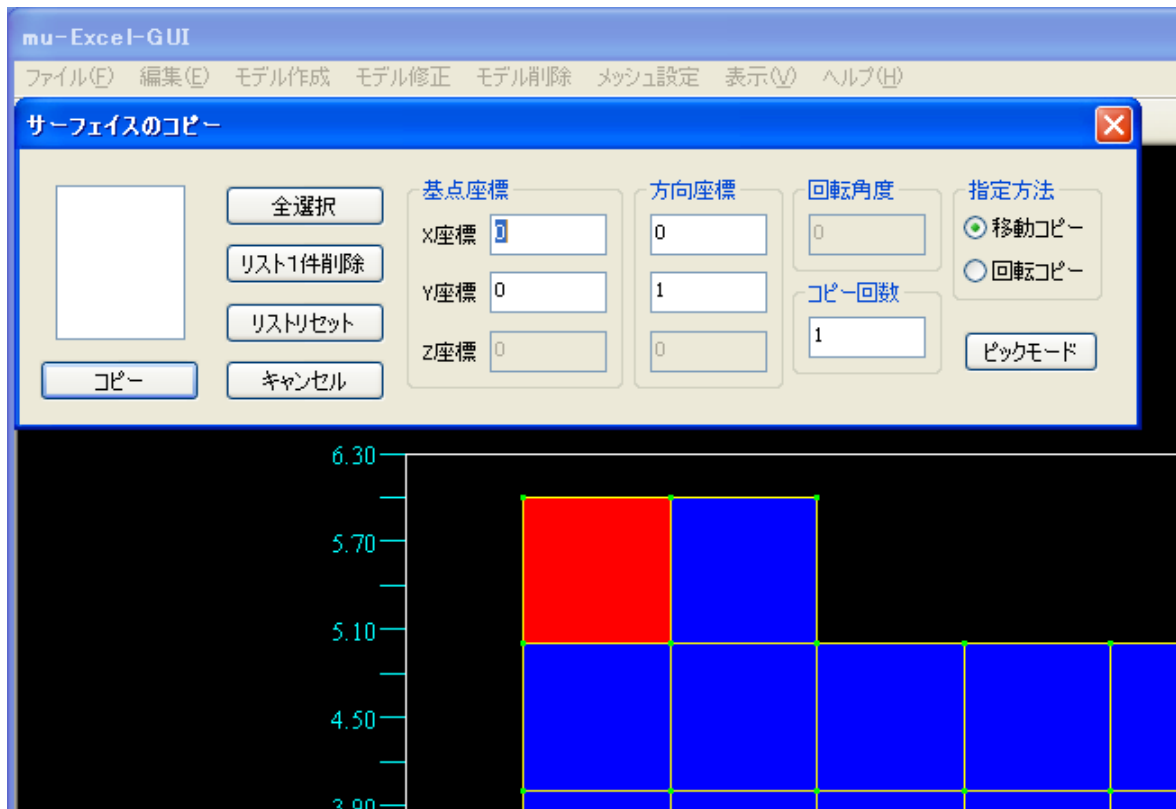 mu-Excel-GUI
ファイル(F) 編集(E) モデル作成 モデル修正 モデル削除 メッシュ設定 表示(V) ヘルプ(H)
サーフェイスのコピー
全選択
リスト1件削除
リストリセット
コピー
キャンセル
基点座標
X座標 0
Y座標 0
Z座標 0
方向座標
0
1
0
回転角度
0
コピー回数
1
指定方法
移動コピー
回転コピー
ピックモード
6.30
5.70
5.10
4.50
3.90